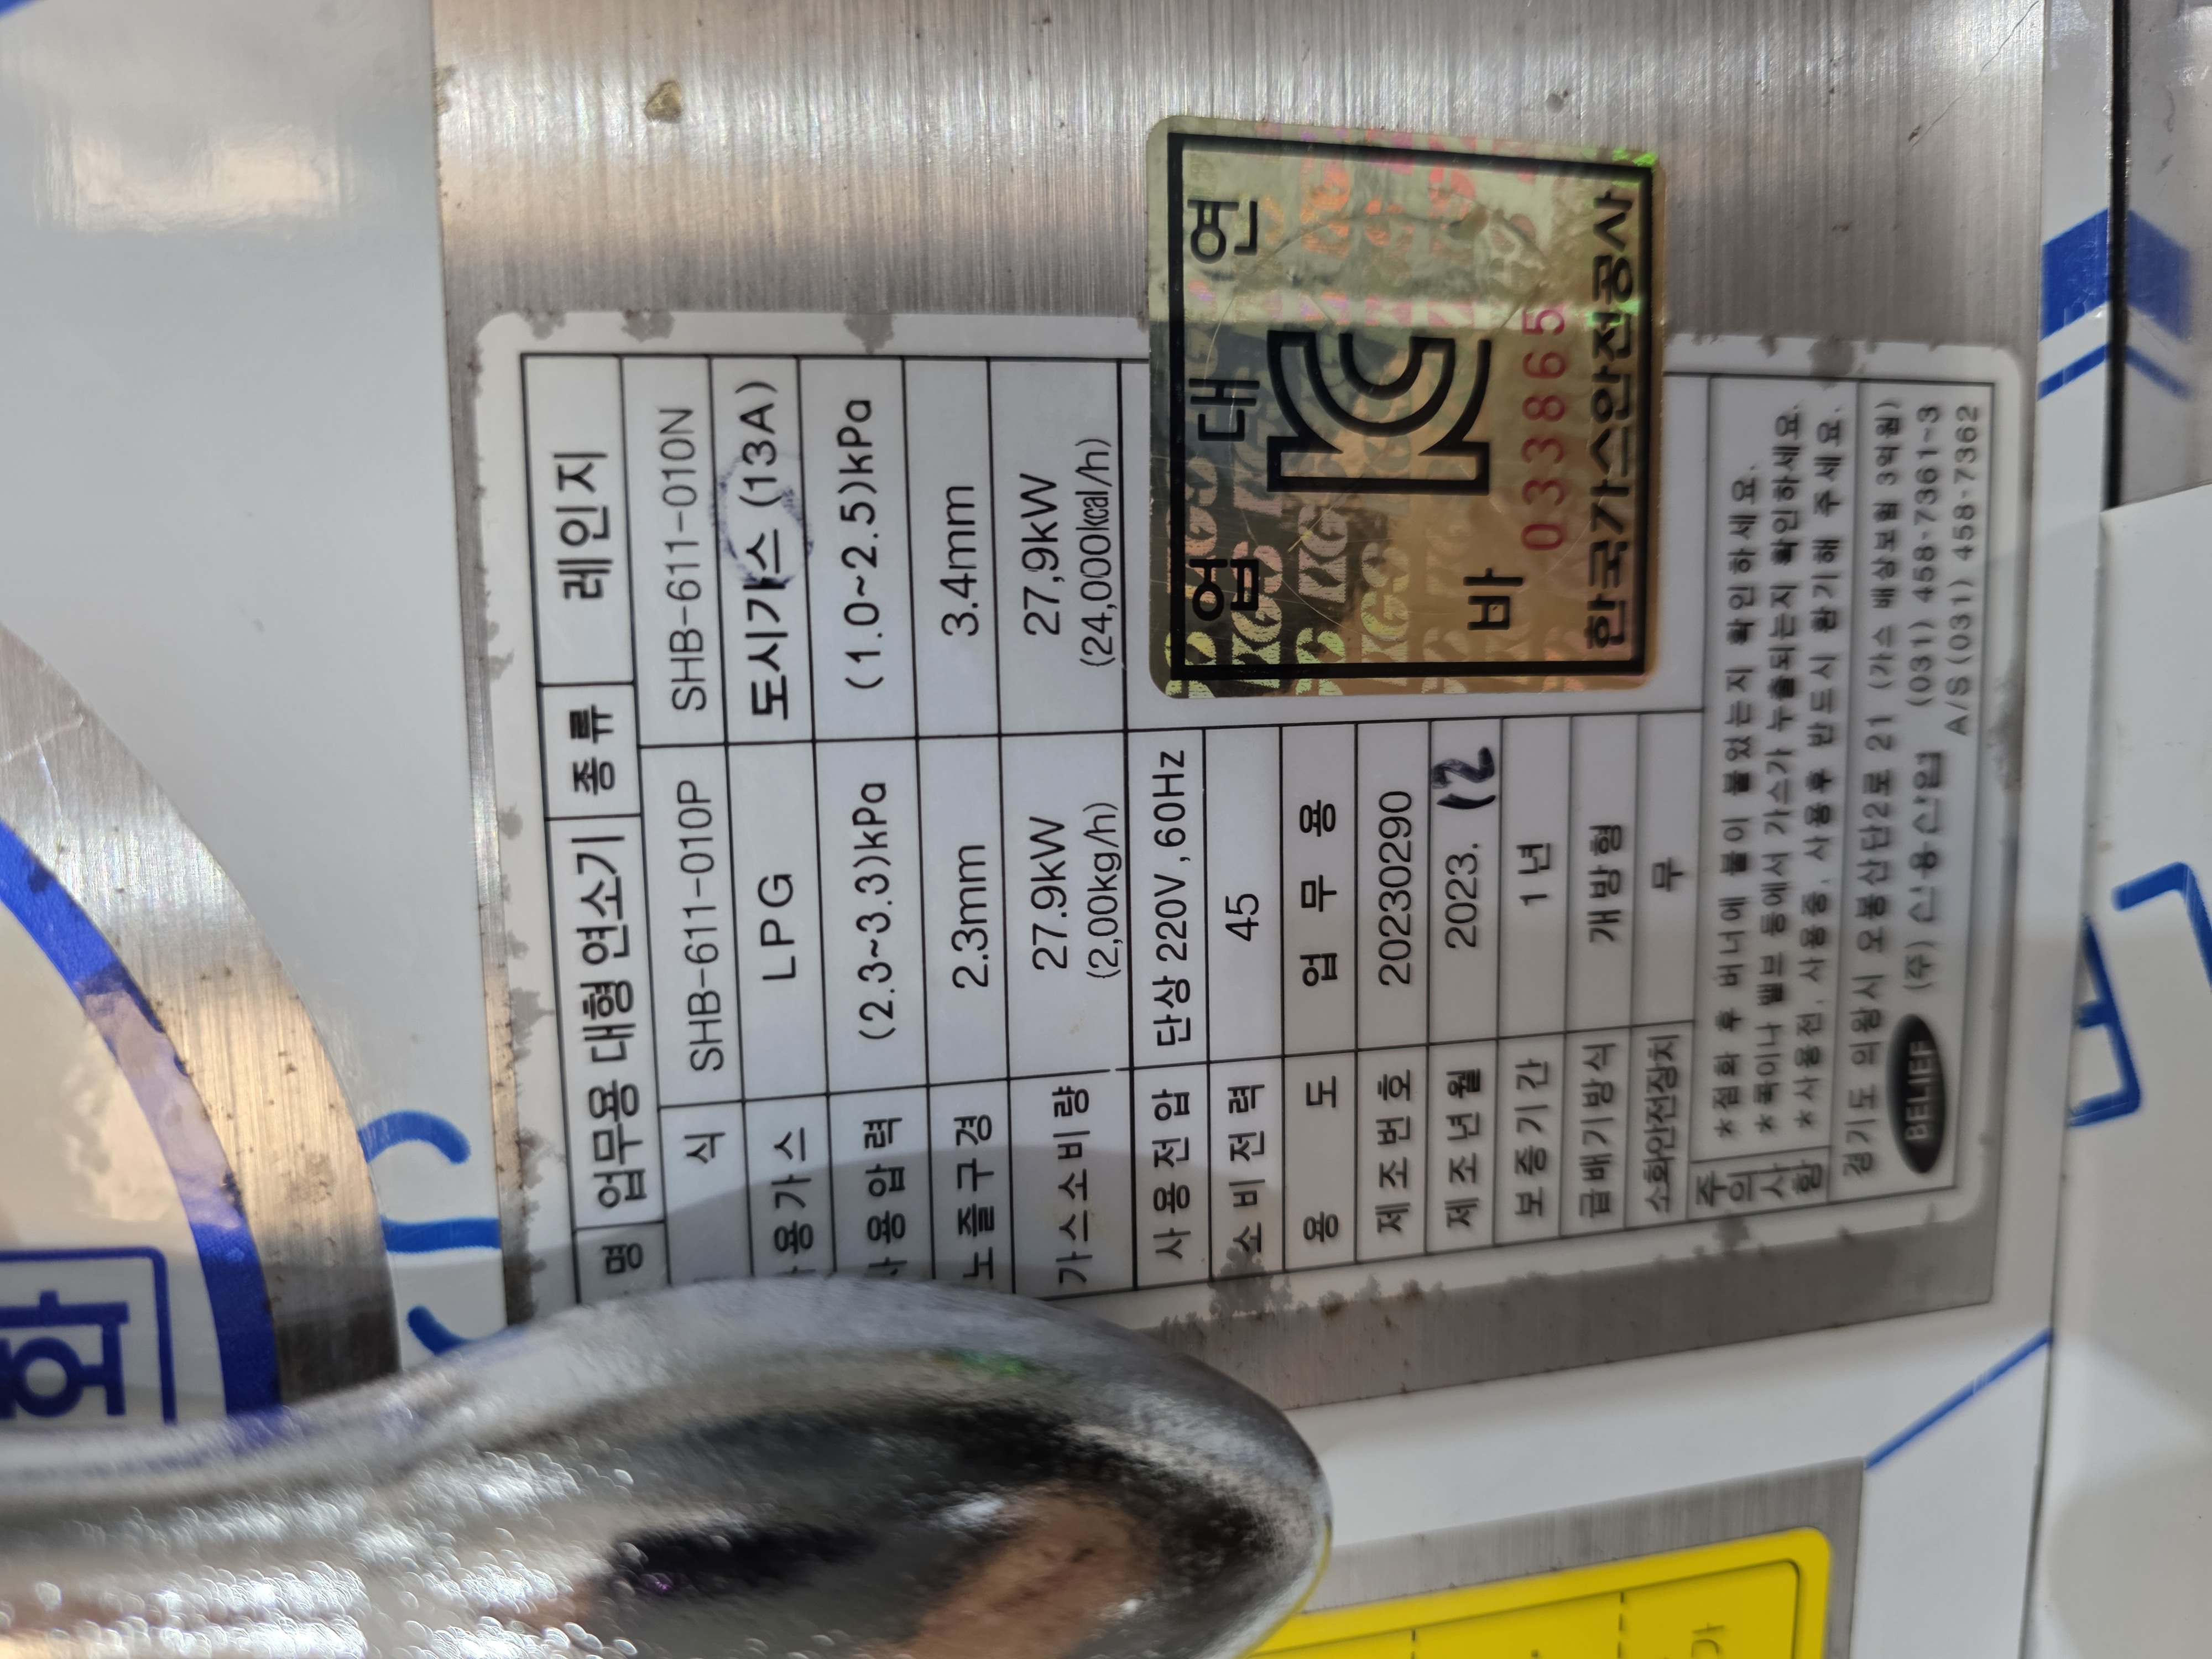 명 업무용 대형연소기 종류 레인지
식 SHB-611-010P SHB-611-010N
용가스 LPG 도시가스 (13A)
용압력 (2.3~3.3)kPa (1.0~2.5)kPa
노즐구경 2.3mm 3.4mm
가스소비량 27.9kW 27,9kW
(2,00kg/h) (24,000kcal/h)
사용전압 단상 220V, 60Hz
소비전력 45
용 도 업 무 용
제조번호 20230290
제조년월 2023. 12
보증기간 1년
급배기방식 개방형
소화안전장치 무
주의사항
*점화 후 버너에 불이 붙었는지 확인하세요.
*콕이나 밸브 등에서 가스가 누출되는지 확인하세요.
*사용전, 사용중, 사용후 반드시 환기해 주세요.
경기도 의왕시 오봉산단2로 21 (가스 배상보험 3억원)
BELIEF (주)신용산업 (031) 458-7361~3
A/S (031) 458-7362
업 대 연
KC
바
033865
한국가스안전공사
화